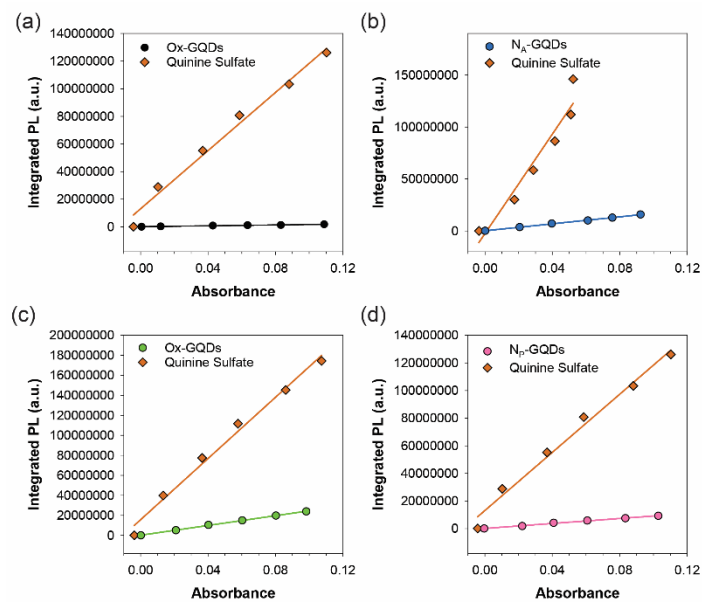 (a)
140000000
120000000
100000000
80000000
60000000
40000000
20000000
0
Integrated PL (a.u.)
Ox-GQDs
Quinine Sulfate
0.00 0.04 0.08 0.12
Absorbance
(b)
150000000
100000000
50000000
0
Integrated PL (a.u.)
N_A-GQDs
Quinine Sulfate
0.00 0.04 0.08 0.12
Absorbance
(c)
200000000
180000000
160000000
140000000
120000000
100000000
80000000
60000000
40000000
20000000
0
Integrated PL (a.u.)
Ox-GQDs
Quinine Sulfate
0.00 0.04 0.08 0.12
Absorbance
(d)
140000000
120000000
100000000
80000000
60000000
40000000
20000000
0
Integrated PL (a.u.)
N_P-GQDs
Quinine Sulfate
0.00 0.04 0.08 0.12
Absorbance